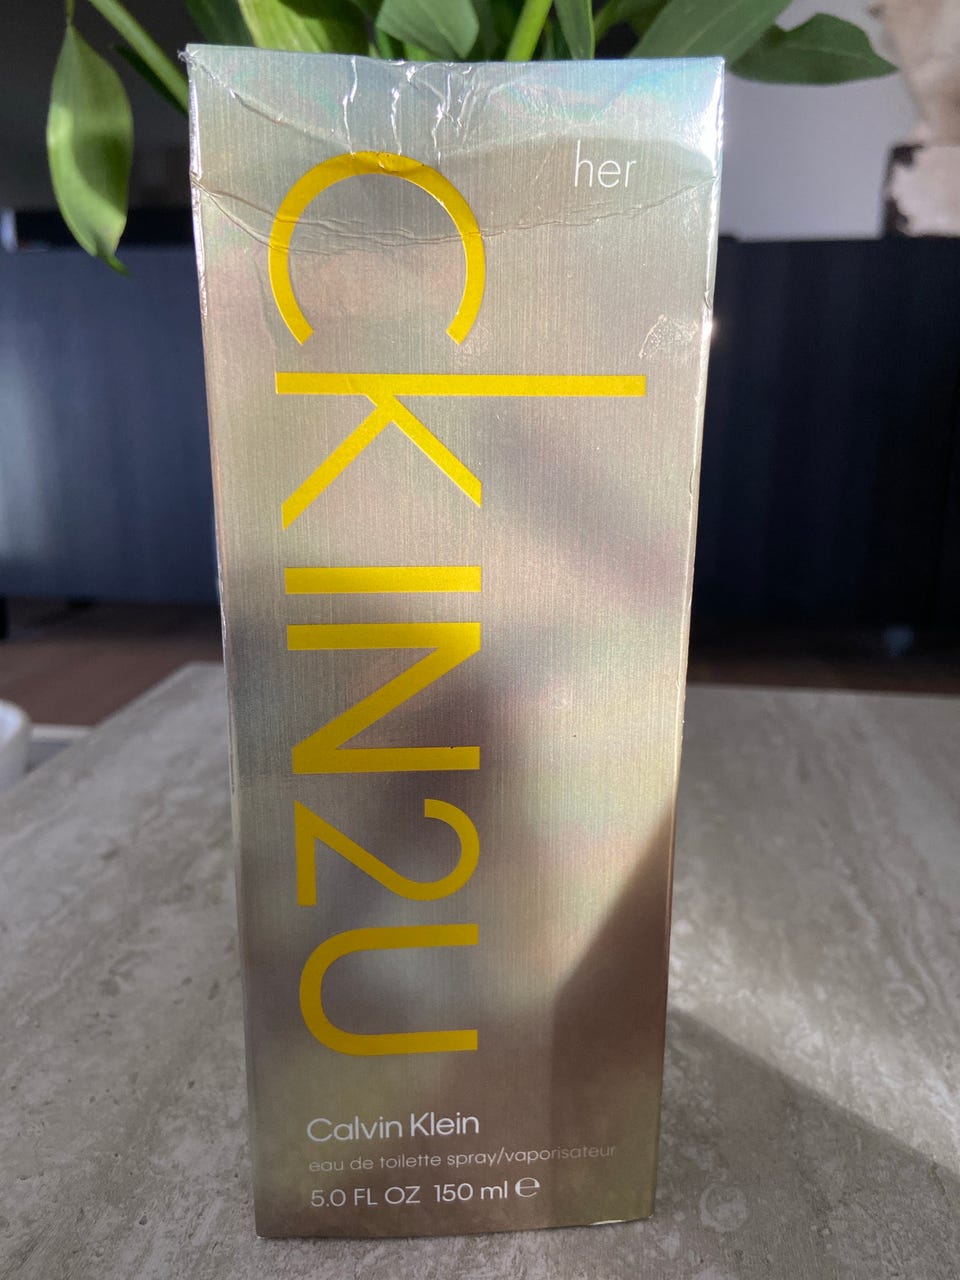 her
ckIN2U
Calvin Klein
eau de toilette spray/vaporisateur
5.0 FL OZ 150 ml ℮